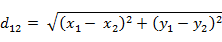 d₁₂ = √(x₁ − x₂)² + (y₁ − y₂)²